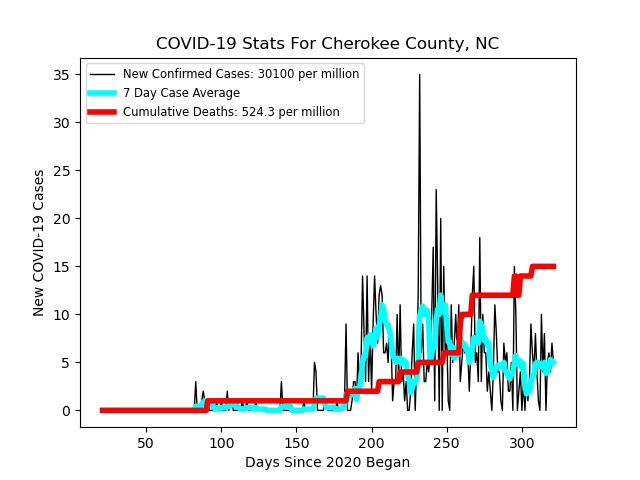 COVID-19 Stats For Cherokee County, NC
New Confirmed Cases: 30100 per million
7 Day Case Average
Cumulative Deaths: 524.3 per million
New COVID-19 Cases
35
30
25
20
15
10
5
0
50 100 150 200 250 300
Days Since 2020 Began